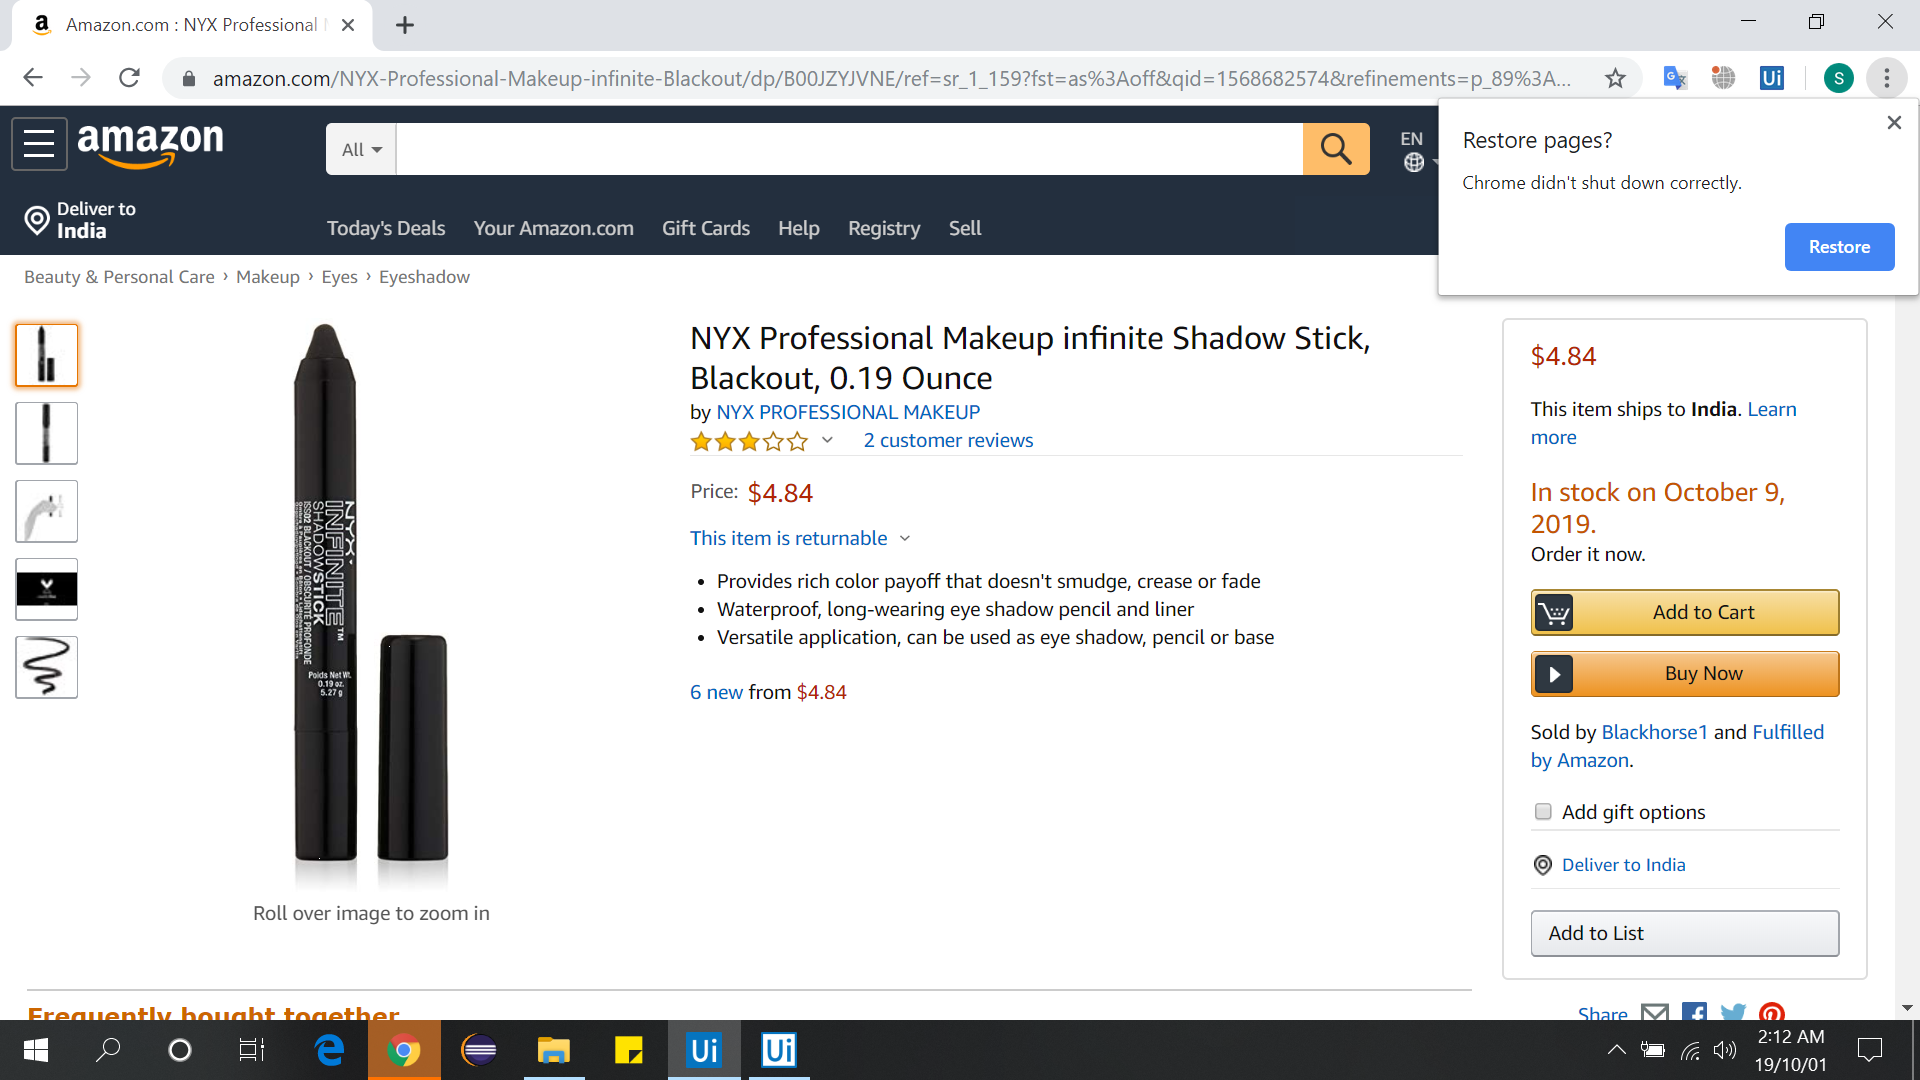 Amazon.com : NYX Professional
amazon.com/NYX-Professional-Makeup-infinite-Blackout/dp/B00JZYJVNE/ref=sr_1_159?fst=as%3Aoff&qid=1568682574&refinements=p_89%3A...
S
Ui
Restore pages?
Chrome didn't shut down correctly.
Restore
amazon
All
EN
Deliver to
India
Today's Deals
Your Amazon.com
Gift Cards
Help
Registry
Sell
Beauty & Personal Care › Makeup › Eyes › Eyeshadow
NYX
INFINITE™
SHADOWSTICK
ISS02 BLACKOUT / OBSCURITÉ PROFONDE
Poids Net Wt.
0.19 oz.
5.27 g
Roll over image to zoom in
NYX Professional Makeup infinite Shadow Stick,
Blackout, 0.19 Ounce
by NYX PROFESSIONAL MAKEUP
2 customer reviews
Price: $4.84
This item is returnable
• Provides rich color payoff that doesn't smudge, crease or fade
• Waterproof, long-wearing eye shadow pencil and liner
• Versatile application, can be used as eye shadow, pencil or base
6 new from $4.84
$4.84
This item ships to India. Learn
more
In stock on October 9,
2019.
Order it now.
Add to Cart
Buy Now
Sold by Blackhorse1 and Fulfilled
by Amazon.
Add gift options
Deliver to India
Add to List
Share
Frequently bought together
Ui
Ui
2:12 AM
19/10/01